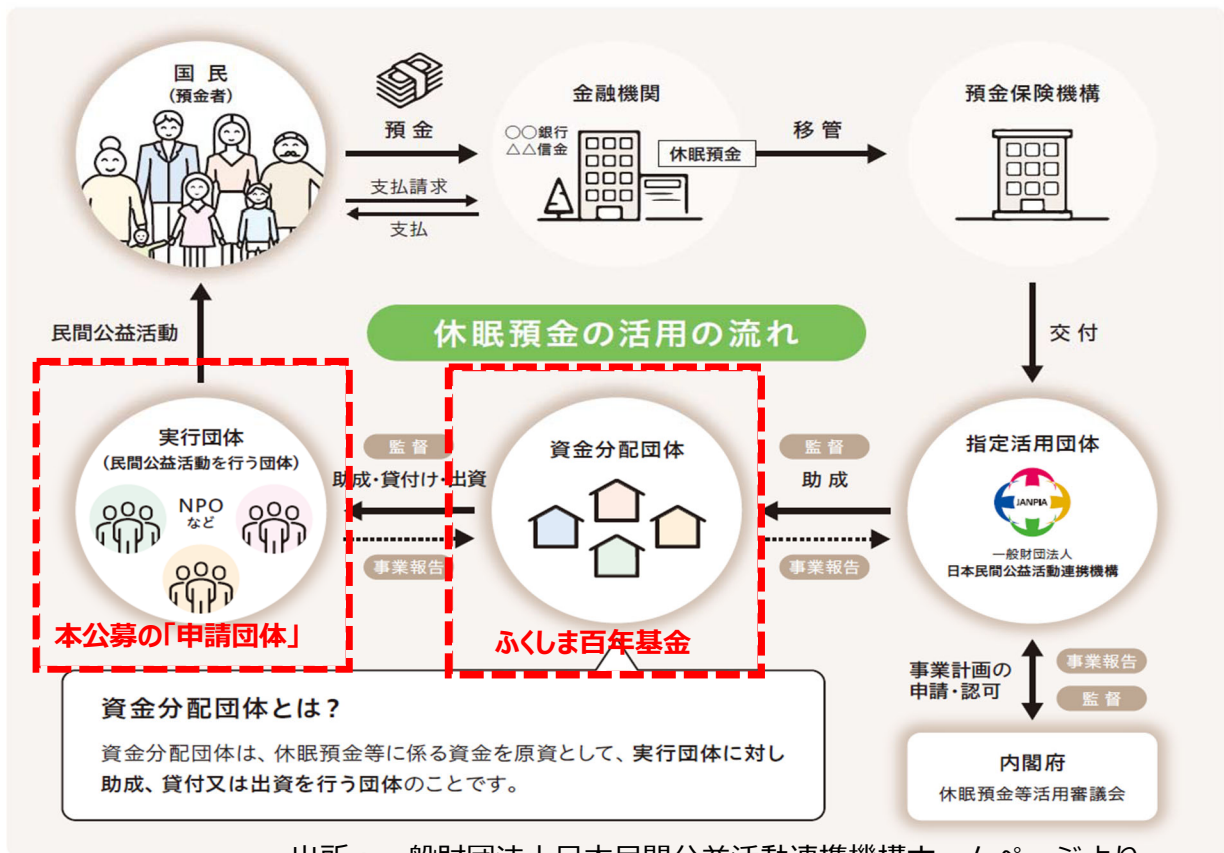 国 民
(預金者)
預 金
支払請求
支払
金融機関
○○銀行
△△信金
休眠預金
移 管
預金保険機構
民間公益活動
休眠預金の活用の流れ
交 付
実行団体
(民間公益活動を行う団体)
NPO
など
本公募の「申請団体」
監 督
助成・貸付け・出資
事業報告
資金分配団体
ふくしま百年基金
監 督
助 成
事業報告
指定活用団体
JANPIA
一般財団法人
日本民間公益活動連携機構
事業計画の
申請・認可
事業報告
監 督
内閣府
休眠預金等活用審議会
資金分配団体とは?
資金分配団体は、休眠預金等に係る資金を原資として、実行団体に対し
助成、貸付又は出資を行う団体のことです。